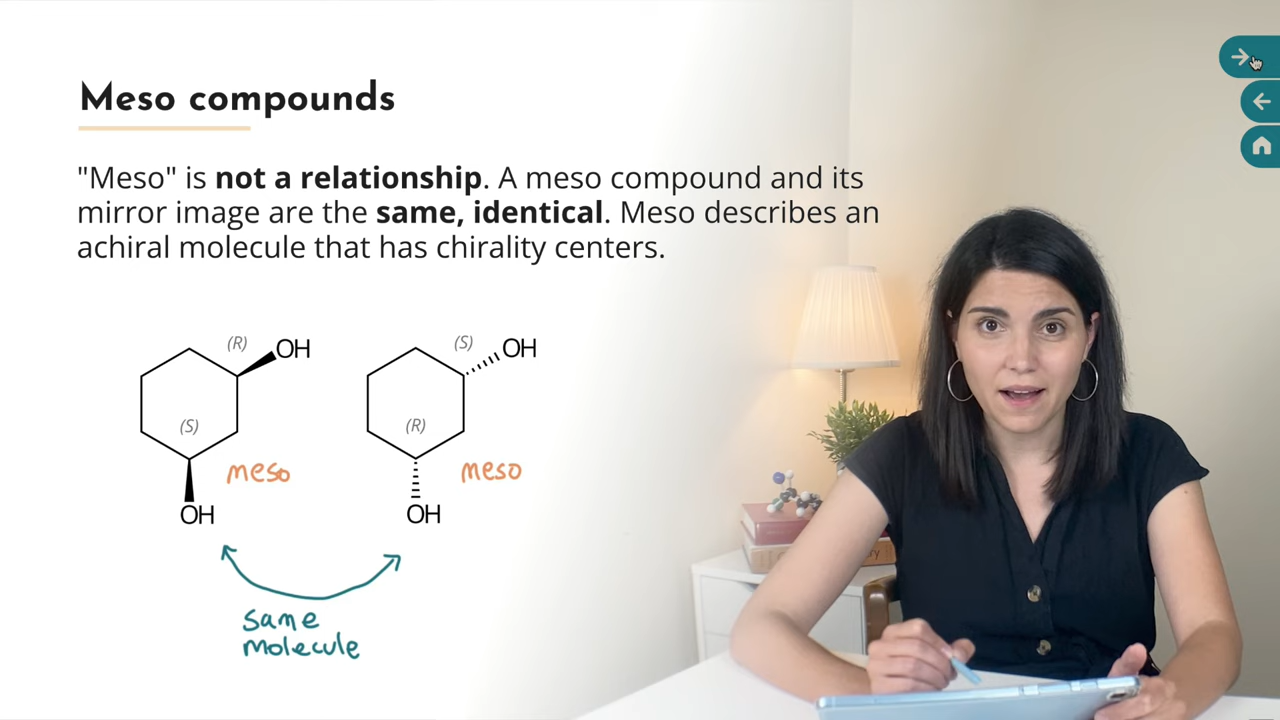 Meso compounds
"Meso" is not a relationship. A meso compound and its
mirror image are the same, identical. Meso describes an
achiral molecule that has chirality centers.
(R) OH
(S) OH
(S)
(R)
meso
meso
OH
OH
same
molecule